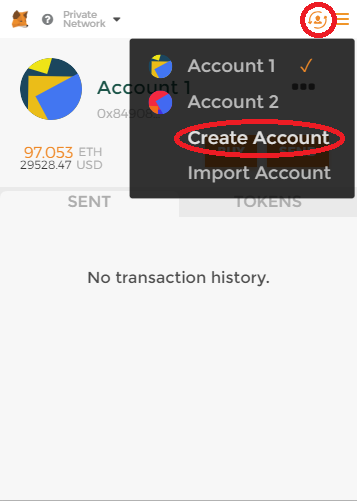 Private
Network
Account 1
Account 1
0x8490
Account 2
97.053 ETH
29528.47 USD
Create Account
Import Account
SENT
TOKENS
No transaction history.